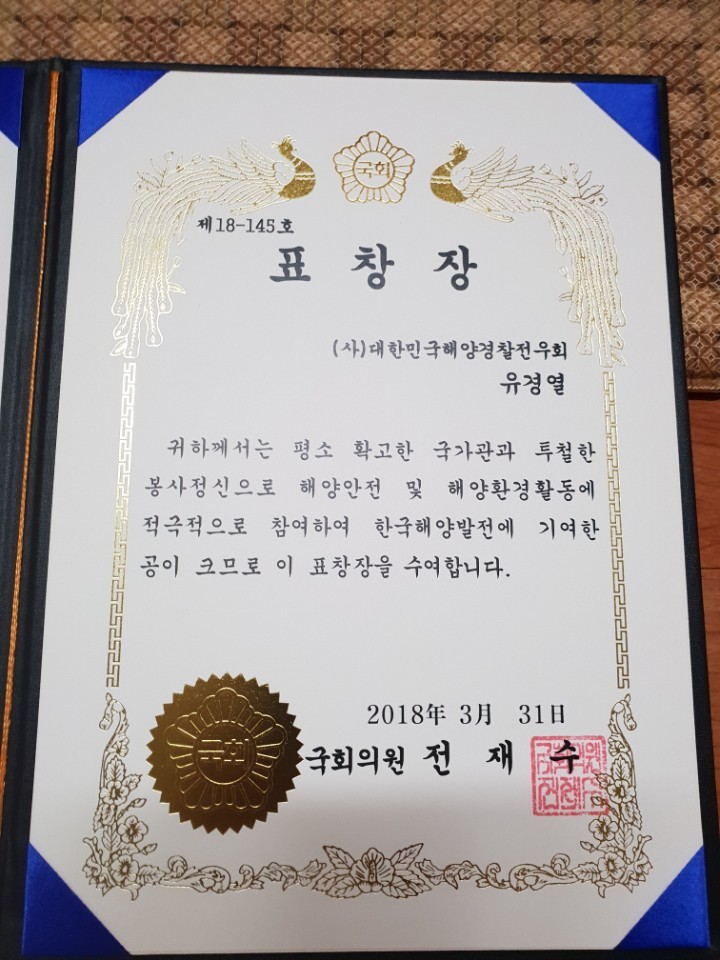 국회
제18-145호
표 창 장
(사)대한민국해양경찰전우회
유경열
귀하께서는 평소 확고한 국가관과 투철한
봉사정신으로 해양안전 및 해양환경활동에
적극적으로 참여하여 한국해양발전에 기여한
공이 크므로 이 표창장을 수여합니다.
2018年 3月 31日
국회
국회의원 전 재 수